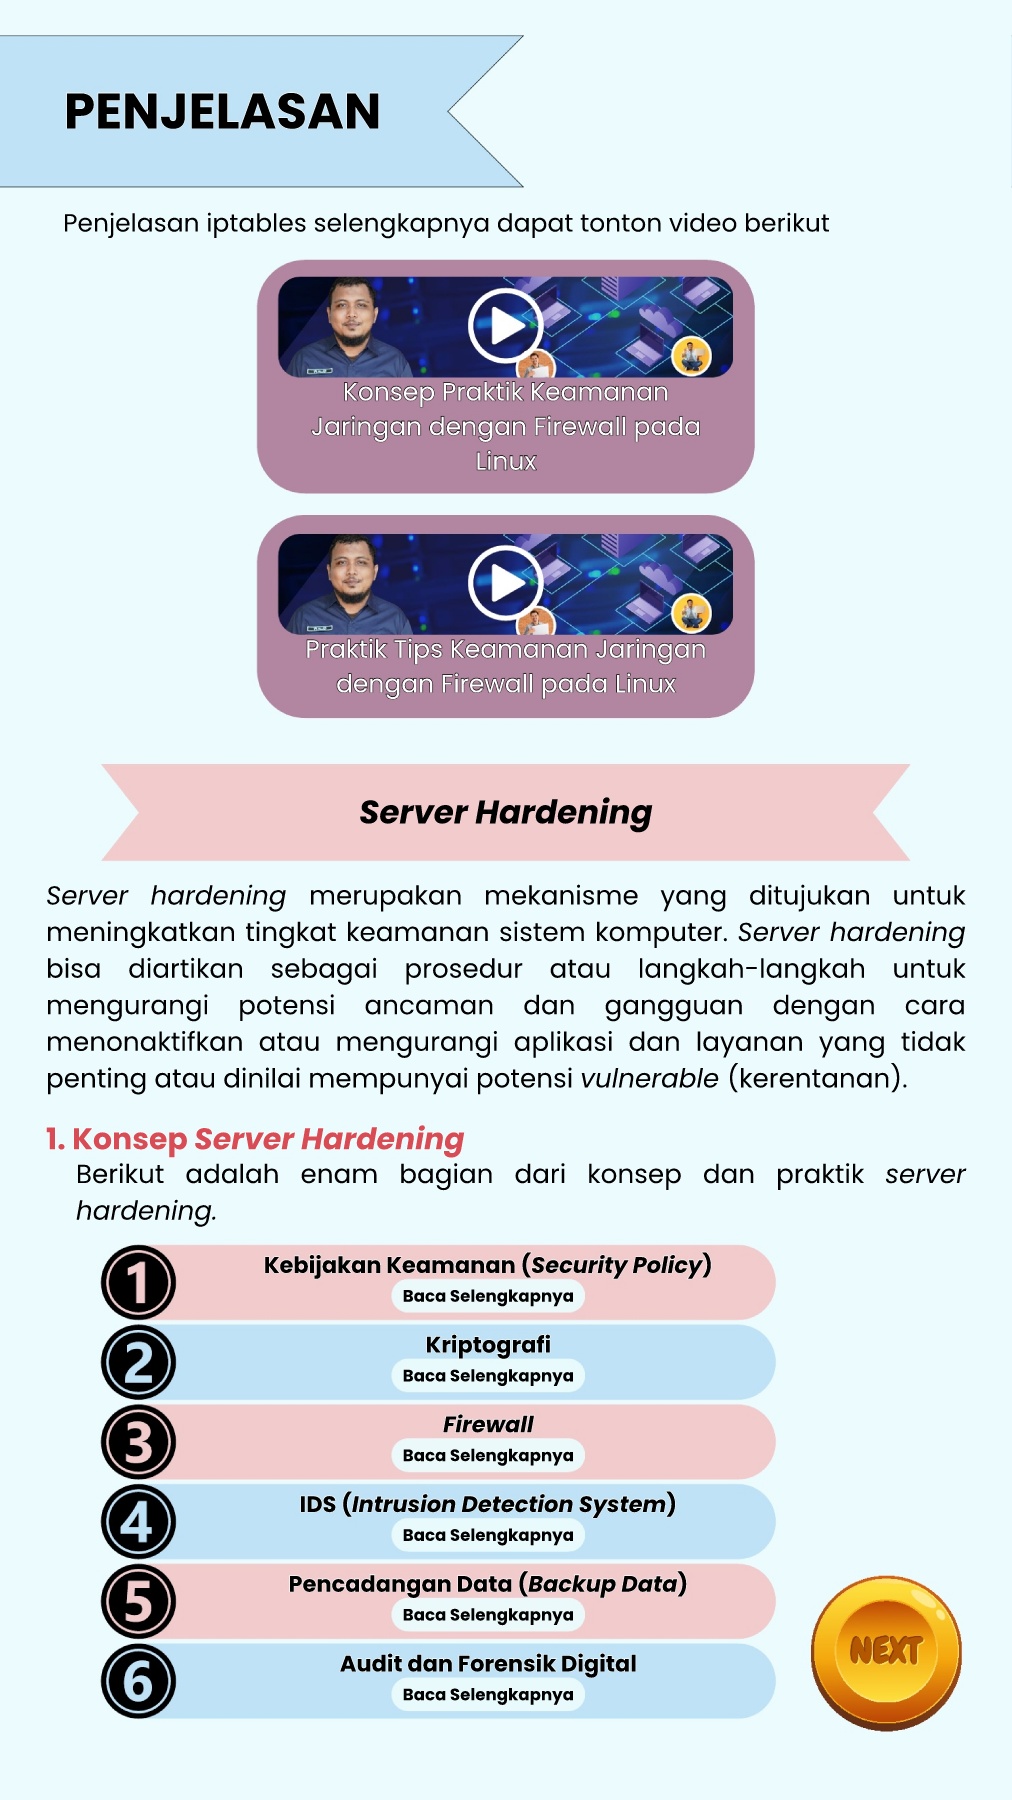 PENJELASAN
Penjelasan iptables selengkapnya dapat tonton video berikut
Konsep Praktik Keamanan
Jaringan dengan Firewall pada
Linux
Praktik Tips Keamanan Jaringan
dengan Firewall pada Linux
Server Hardening
Server hardening merupakan mekanisme yang ditujukan untuk
meningkatkan tingkat keamanan sistem komputer. Server hardening
bisa diartikan sebagai prosedur atau langkah-langkah untuk
mengurangi potensi ancaman dan gangguan dengan cara
menonaktifkan atau mengurangi aplikasi dan layanan yang tidak
penting atau dinilai mempunyai potensi vulnerable (kerentanan).
1. Konsep Server Hardening
Berikut adalah enam bagian dari konsep dan praktik server
hardening.
1
Kebijakan Keamanan (Security Policy)
Baca Selengkapnya
2
Kriptografi
Baca Selengkapnya
3
Firewall
Baca Selengkapnya
4
IDS (Intrusion Detection System)
Baca Selengkapnya
5
Pencadangan Data (Backup Data)
Baca Selengkapnya
6
Audit dan Forensik Digital
Baca Selengkapnya
NEXT